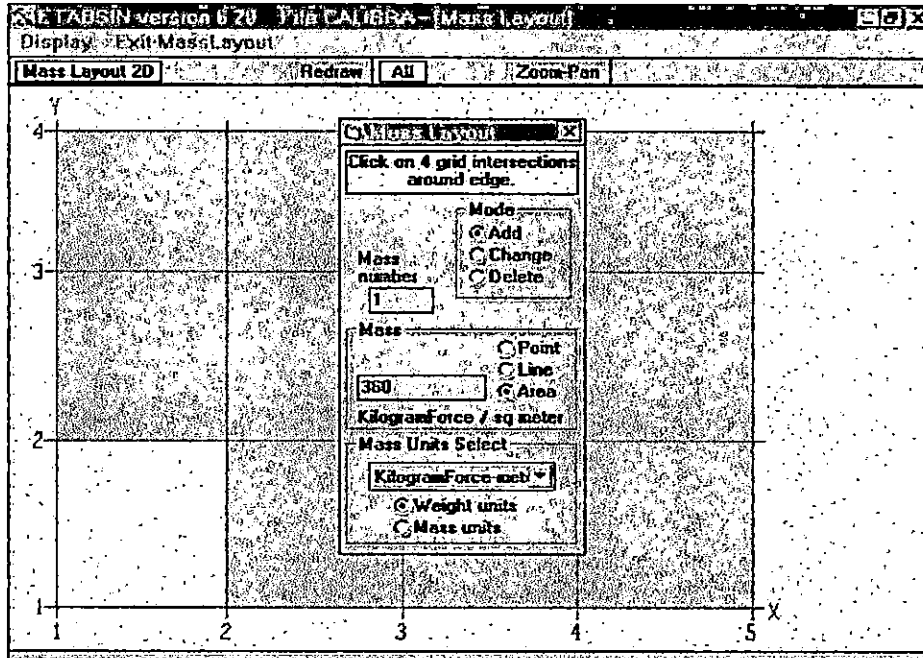 ETABSIN version 6.20 File CALIBRA - [Mass Layout]
Display Exit-MassLayout
Mass Layout 2D Redraw All Zoom-Pan
Y
4
Mass Layout
Click on 4 grid intersections
around edge.
Mode
Add
Change
Delete
3
Mass
number
1
Mass
Point
Line
Area
360
KilogramForce / sq meter
2
Mass Units Select
KilogramForce-met
Weight units
Mass units
1
X
1 2 3 4 5